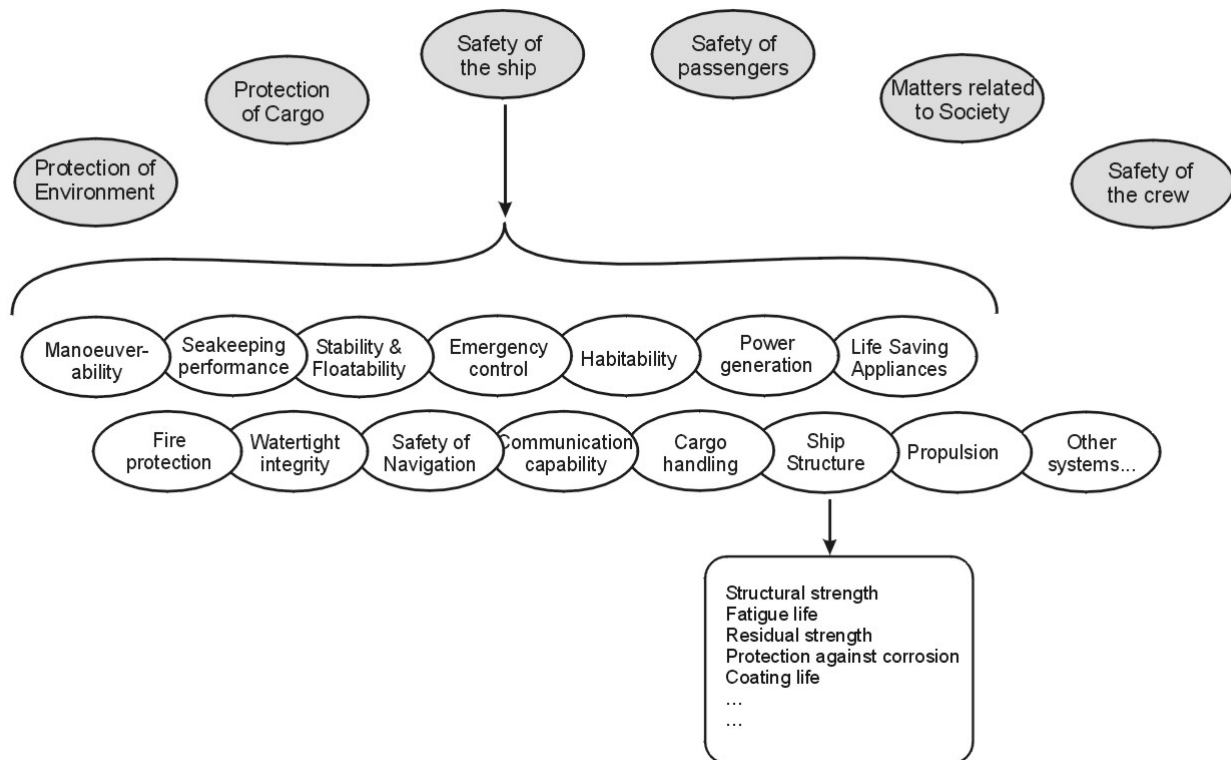 Safety of
the ship
Safety of
passengers
Protection
of Cargo
Matters related
to Society
Protection of
Environment
Safety of
the crew
Manoeuver-
ability
Seakeeping
performance
Stability &
Floatability
Emergency
control
Habitability
Power
generation
Life Saving
Appliances
Fire
protection
Watertight
integrity
Safety of
Navigation
Communication
capability
Cargo
handling
Ship
Structure
Propulsion
Other
systems...
Structural strength
Fatigue life
Residual strength
Protection against corrosion
Coating life
...
...